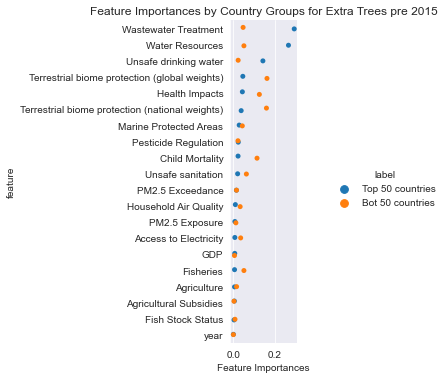 Feature Importances by Country Groups for Extra Trees pre 2015
Wastewater Treatment
Water Resources
Unsafe drinking water
Terrestrial biome protection (global weights)
Health Impacts
Terrestrial biome protection (national weights)
Marine Protected Areas
Pesticide Regulation
Child Mortality
Unsafe sanitation
PM2.5 Exceedance
Household Air Quality
PM2.5 Exposure
Access to Electricity
GDP
Fisheries
Agriculture
Agricultural Subsidies
Fish Stock Status
year
feature
0.0 0.2
Feature Importances
label
Top 50 countries
Bot 50 countries